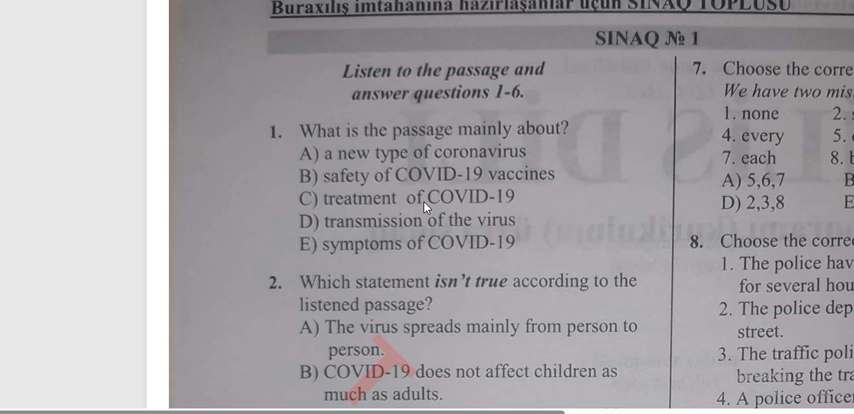 Buraxılış imtahanına hazırlaşanlar üçün SINAQ TOPLUSU
SINAQ № 1
Listen to the passage and
answer questions 1-6.
1. What is the passage mainly about?
A) a new type of coronavirus
B) safety of COVID-19 vaccines
C) treatment of COVID-19
D) transmission of the virus
E) symptoms of COVID-19
2. Which statement isn't true according to the
listened passage?
A) The virus spreads mainly from person to
person.
B) COVID-19 does not affect children as
much as adults.
7. Choose the corre
We have two mis
1. none 2.
4. every 5.
7. each 8.
A) 5,6,7 B
D) 2,3,8 E
8. Choose the corre
1. The police hav
for several hou
2. The police dep
street.
3. The traffic poli
breaking the tra
4. A police office